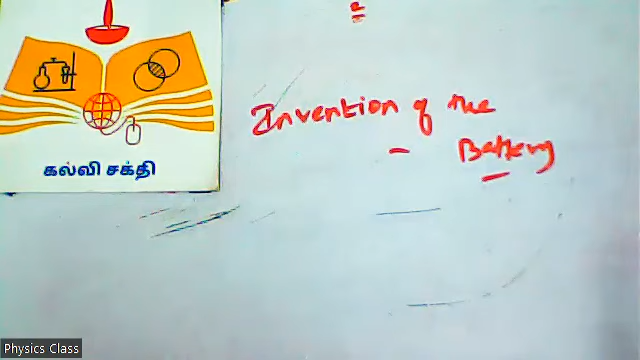 Invention of the
Battery
கல்வி சக்தி
Physics Class